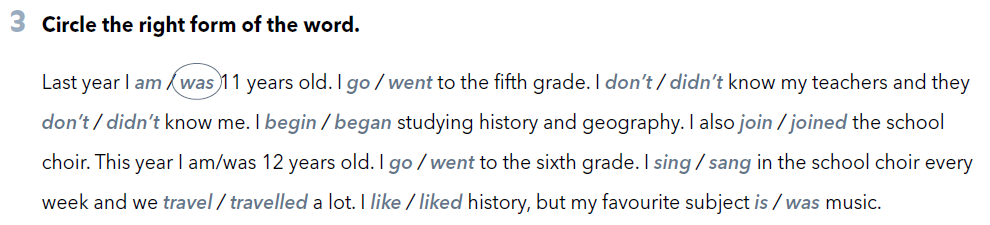 3 Circle the right form of the word.
Last year I am / was 11 years old. I go / went to the fifth grade. I don't / didn't know my teachers and they
don't / didn't know me. I begin / began studying history and geography. I also join / joined the school
choir. This year I am/was 12 years old. I go / went to the sixth grade. I sing / sang in the school choir every
week and we travel / travelled a lot. I like / liked history, but my favourite subject is / was music.